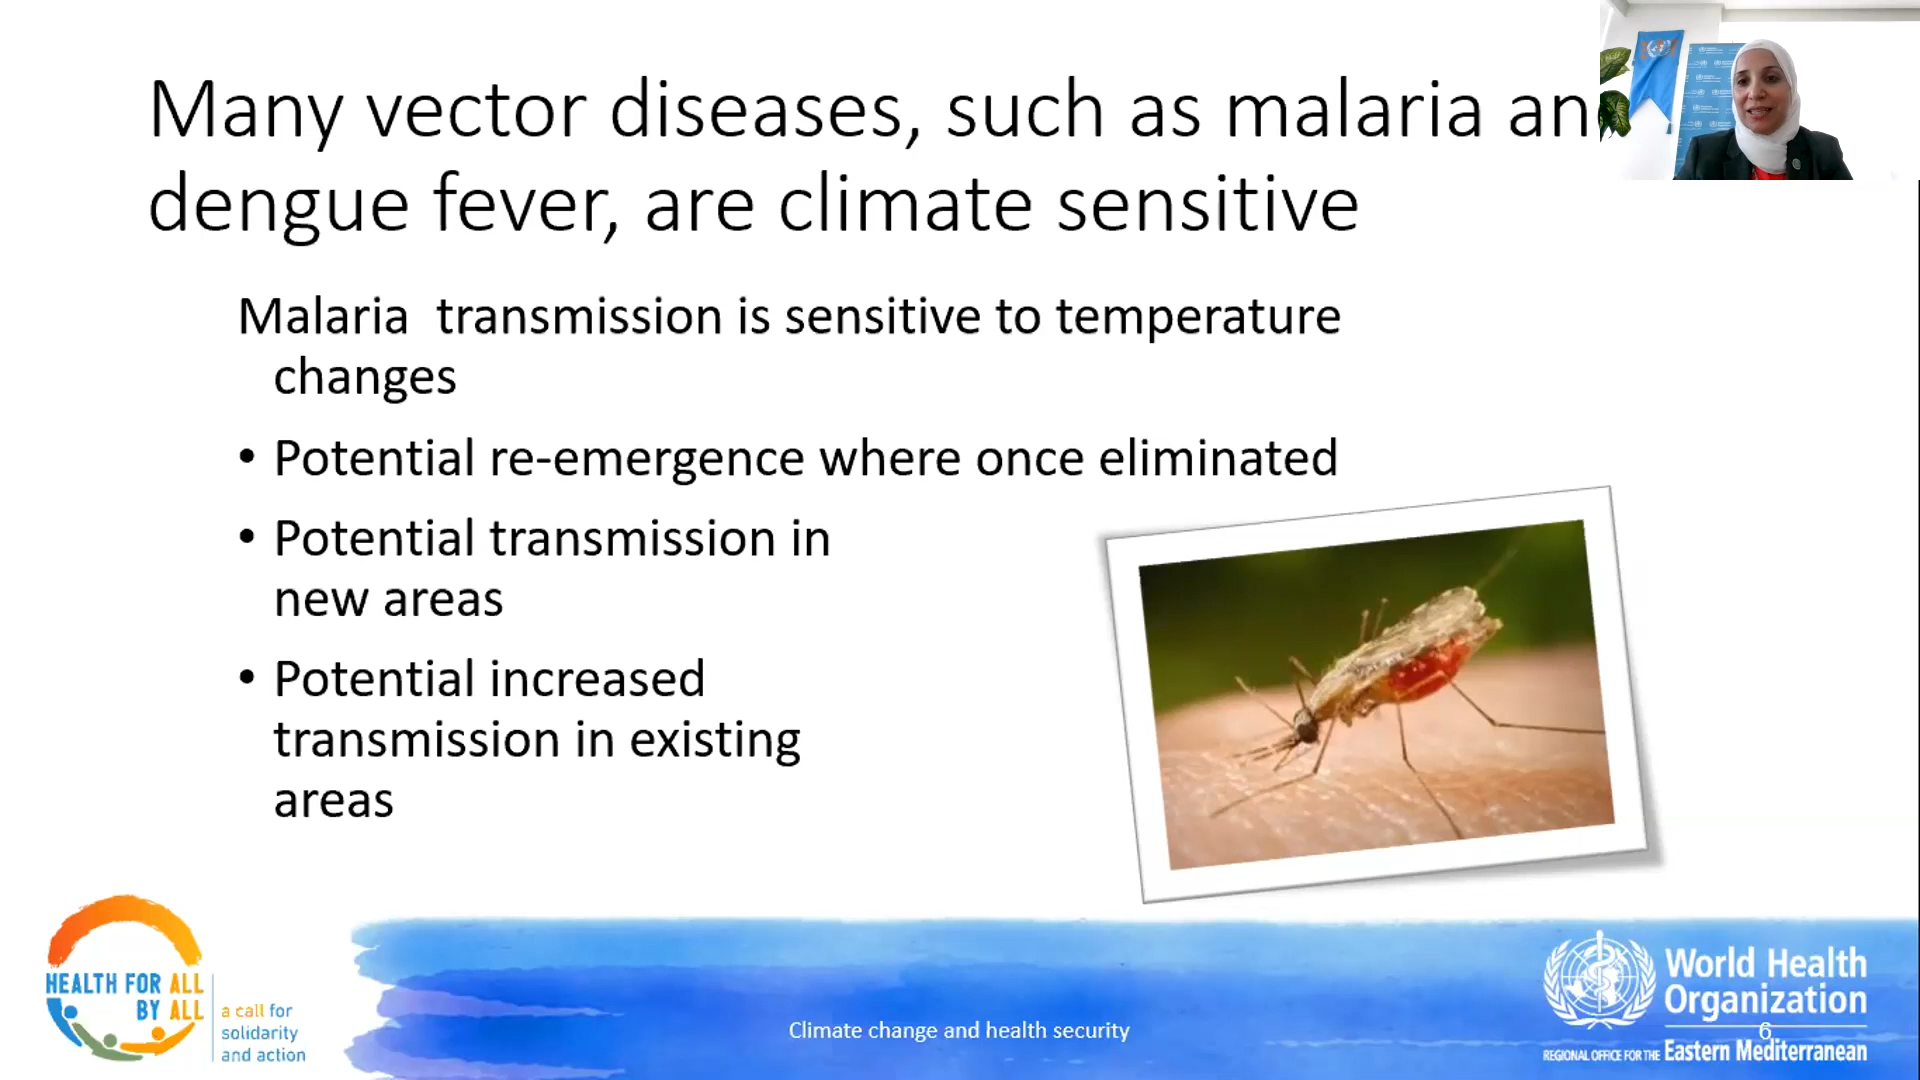 Many vector diseases, such as malaria an
dengue fever, are climate sensitive
Malaria transmission is sensitive to temperature
changes
• Potential re-emergence where once eliminated
• Potential transmission in
new areas
• Potential increased
transmission in existing
areas
HEALTH FOR ALL
BY ALL
a call for
solidarity
and action
Climate change and health security
World Health
Organization
6
REGIONAL OFFICE FOR THE Eastern Mediterranean